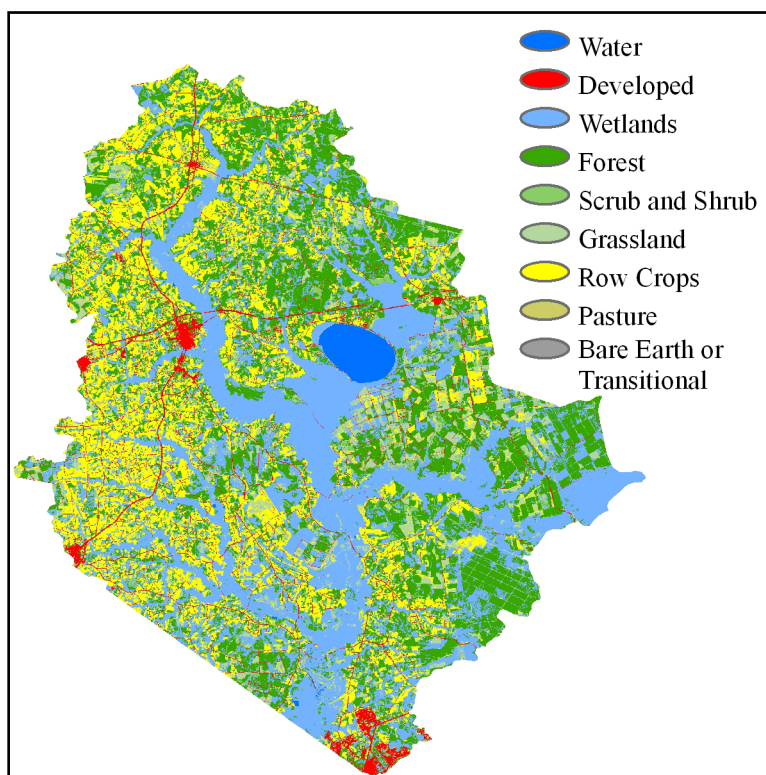 Water
Developed
Wetlands
Forest
Scrub and Shrub
Grassland
Row Crops
Pasture
Bare Earth or
Transitional